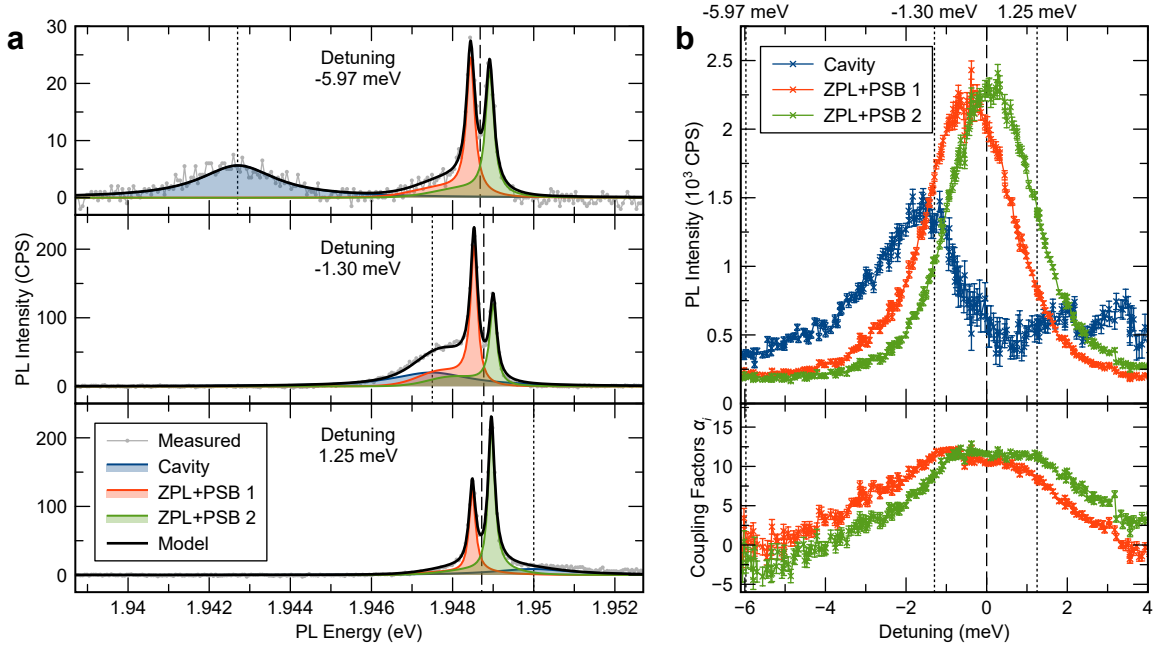 a
Detuning
-5.97 meV
30
20
10
0
Detuning
-1.30 meV
200
100
0
Detuning
1.25 meV
200
100
0
Measured
Cavity
ZPL+PSB 1
ZPL+PSB 2
Model
1.94
1.942
1.944
1.946
1.948
1.95
1.952
PL Intensity (CPS)
PL Energy (eV)
b
-5.97 meV
-1.30 meV
1.25 meV
Cavity
ZPL+PSB 1
ZPL+PSB 2
2.5
2
1.5
1
0.5
0
PL Intensity (10³ CPS)
15
10
5
0
−5
Coupling Factors αᵢ
−6
−4
−2
0
2
4
Detuning (meV)